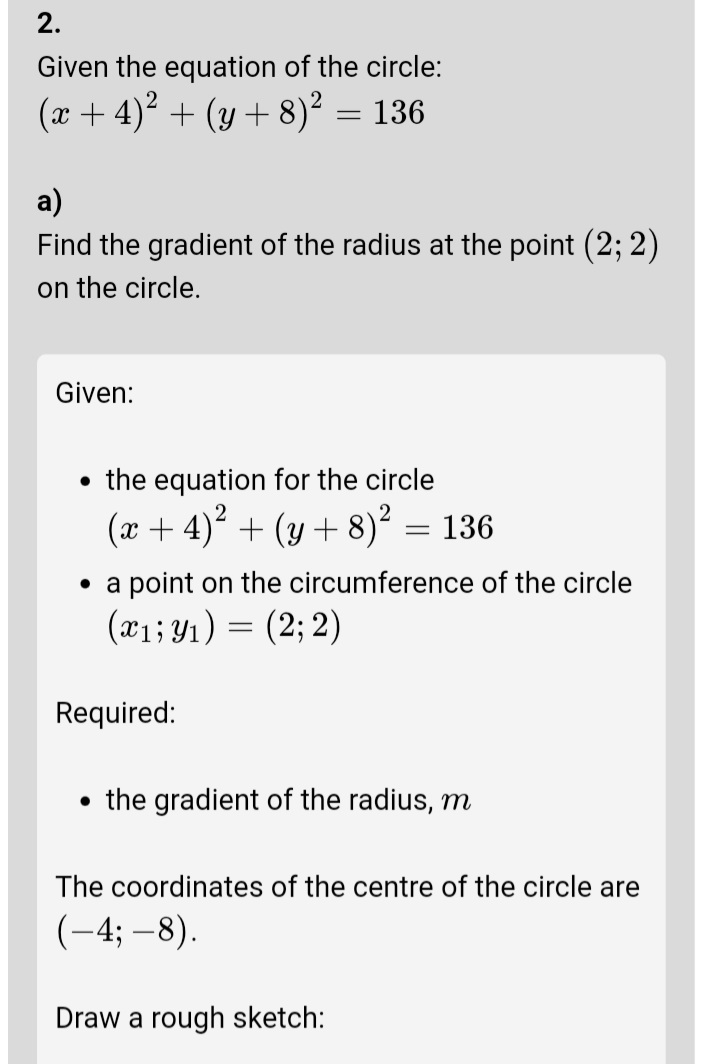 2.
Given the equation of the circle:
(x + 4)² + (y + 8)² = 136
a)
Find the gradient of the radius at the point (2; 2)
on the circle.
Given:
• the equation for the circle
(x + 4)² + (y + 8)² = 136
• a point on the circumference of the circle
(x₁; y₁) = (2; 2)
Required:
• the gradient of the radius, m
The coordinates of the centre of the circle are
(−4; −8).
Draw a rough sketch: